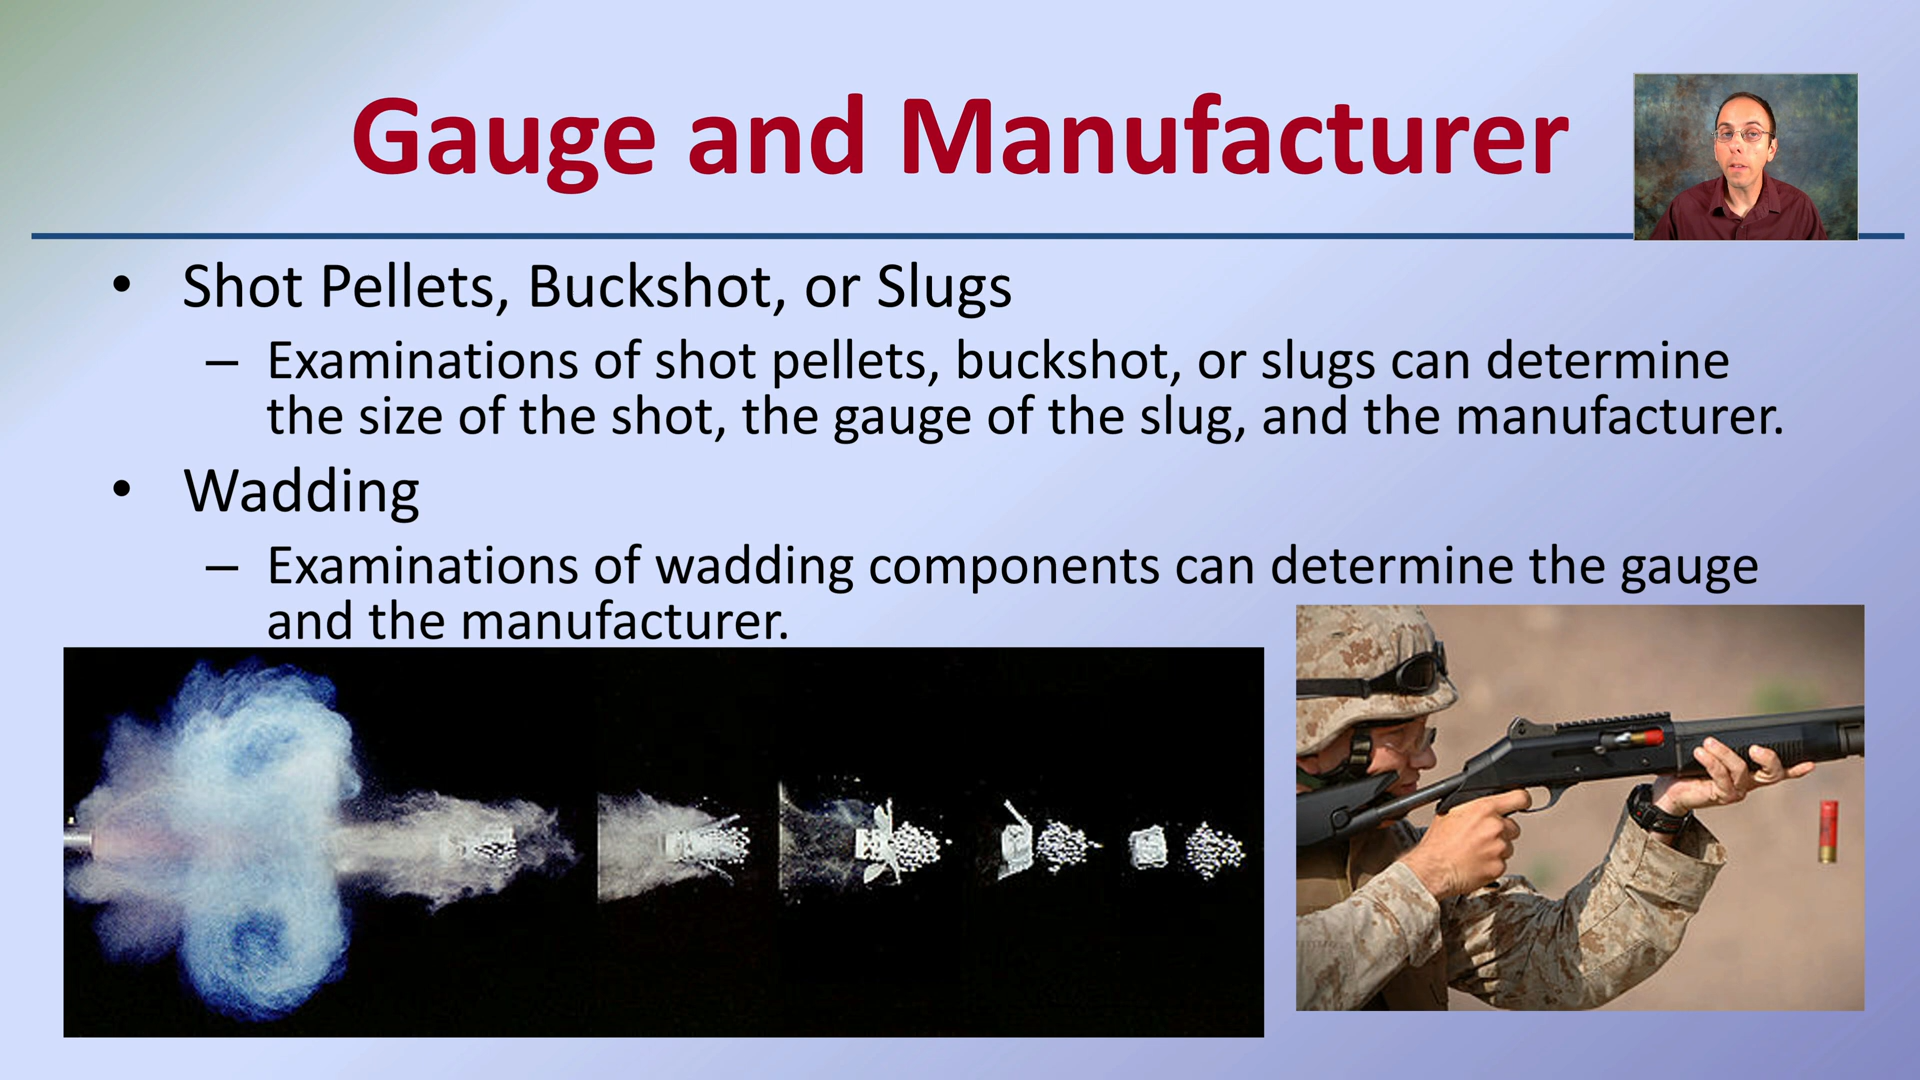 Gauge and Manufacturer
• Shot Pellets, Buckshot, or Slugs
– Examinations of shot pellets, buckshot, or slugs can determine
the size of the shot, the gauge of the slug, and the manufacturer.
• Wadding
– Examinations of wadding components can determine the gauge
and the manufacturer.